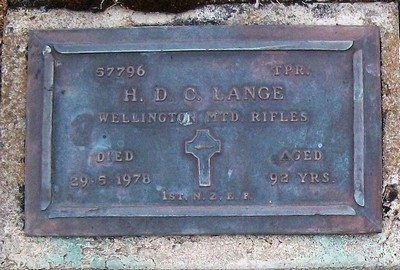 57796 TPR.
H. D. C. LANGE
WELLINGTON MTD. RIFLES
DIED AGED
29.5.1978 92 YRS.
1ST. N. Z. E. F